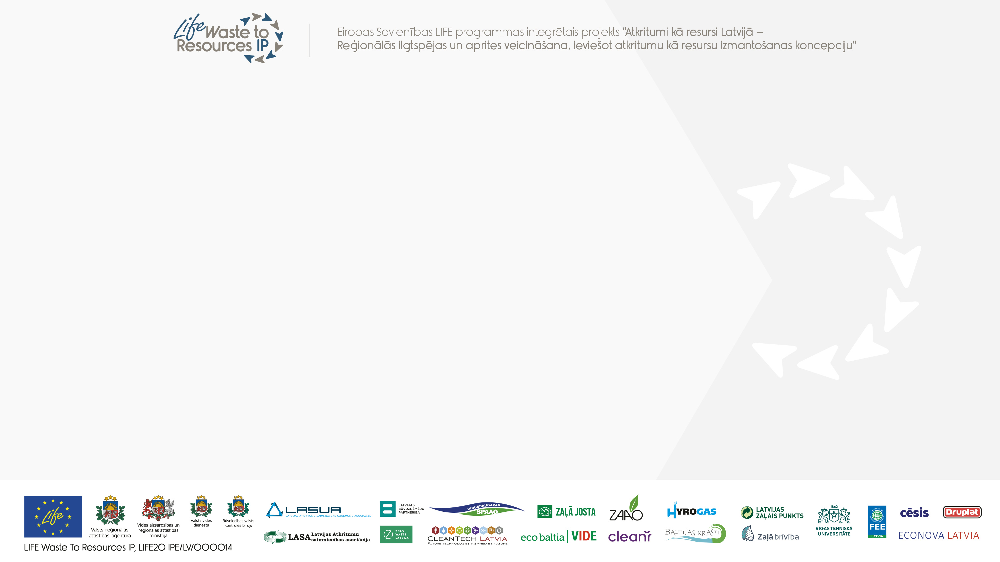 Life Waste to
Resources IP
Eiropas Savienības LIFE programmas integrētais projekts "Atkritumi kā resursi Latvijā –
Reģionālās ilgtspējas un aprites veicināšana, ieviešot atkritumu kā resursu izmantošanas koncepciju"
Life
Valsts reģionālās
attīstības aģentūra
Vides aizsardzības un
reģionālās attīstības
ministrija
Valsts vides
dienests
Būvniecības valsts
kontroles birojs
LASUA
LATVIJAS ATKRITUMU SAIMNIECĪBAS UZŅĒMUMU ASOCIĀCIJA
LASA Latvijas Atkritumu
saimniecības asociācija
LATVIJAS
BŪVUZŅĒMĒJU
PARTNERĪBA
ZERO
WASTE
LATVIJA
VIDUSDAUGAVAS
SPAAO
CLEANTECH LATVIA
FUTURE TECHNOLOGIES INSPIRED BY NATURE
ZAĻĀ JOSTA
eco baltia VIDE
ZAAO
cleanr
HYROGAS
BALTIJAS KRASTI
LATVIJAS
ZAĻAIS PUNKTS
Zaļā brīvība
1862
RĪGAS TEHNISKĀ
UNIVERSITĀTE
FEE
LATVIA
cēsis
Druplat
ECONOVA LATVIA
LIFE Waste To Resources IP, LIFE20 IPE/LV/000014